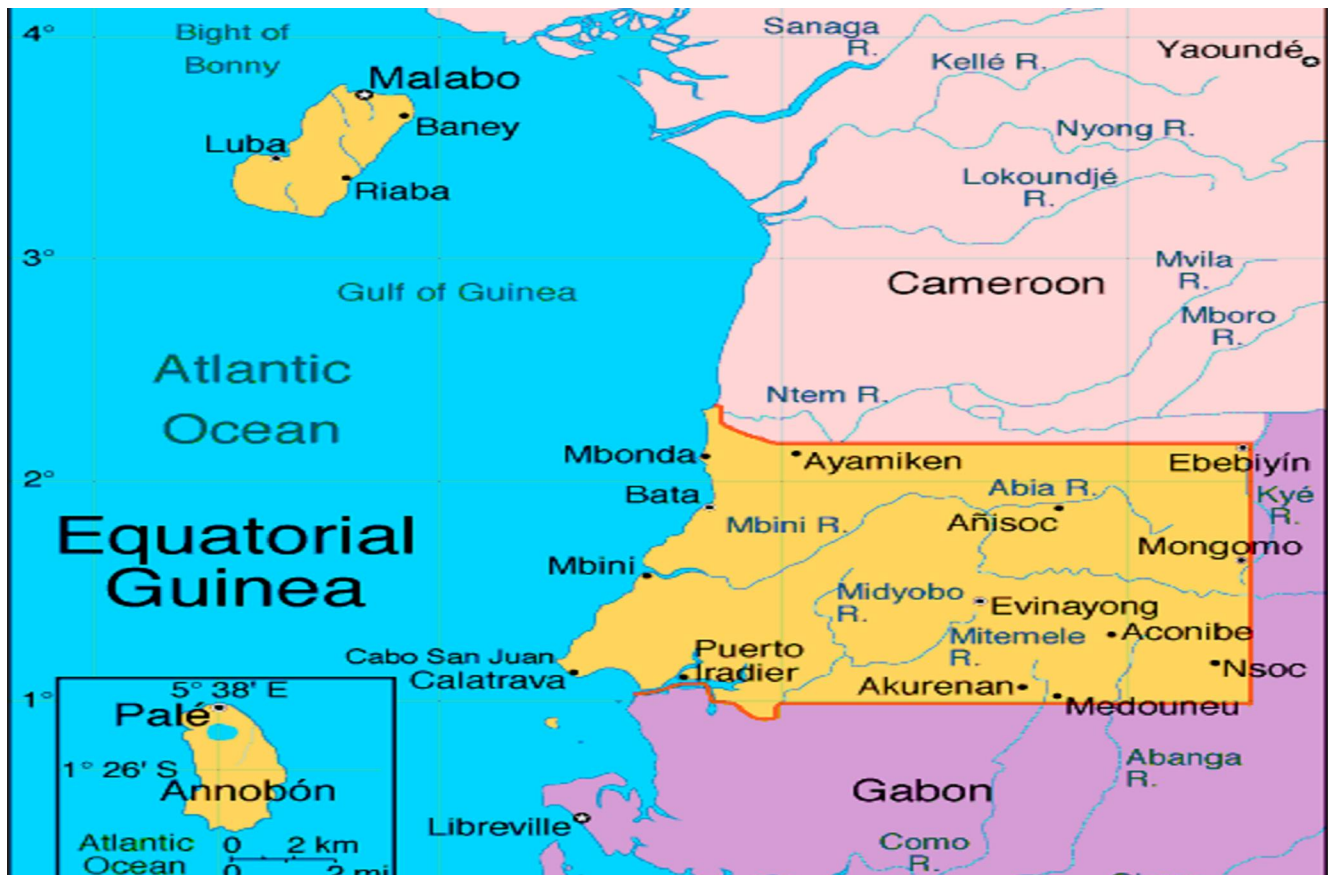 4°
Bight of
Bonny
Sanaga
R.
Kellé R.
Yaoundé
Malabo
Baney
Luba
Nyong R.
Riaba
Lokoundjé
R.
3°
Mvila
R.
Cameroon
Gulf of Guinea
Mboro
R.
Atlantic
Ocean
Ntem R.
Mbonda
Ayamiken
Ebebiyín
2°
Bata
Abia R.
Kyé
R.
Equatorial
Guinea
Mbini R.
Añisoc
Mongomo
Mbini
Midyobo
R.
Evinayong
Mitemele
R.
Aconibe
Cabo San Juan
Calatrava
Puerto
Iradier
Nsoc
Akurenan
Medouneu
1°
5° 38' E
Palé
1° 26' S
Annobón
Abanga
R.
Gabon
Libreville
Atlantic
Ocean
0 2 km
0 2 mi
Como
R.